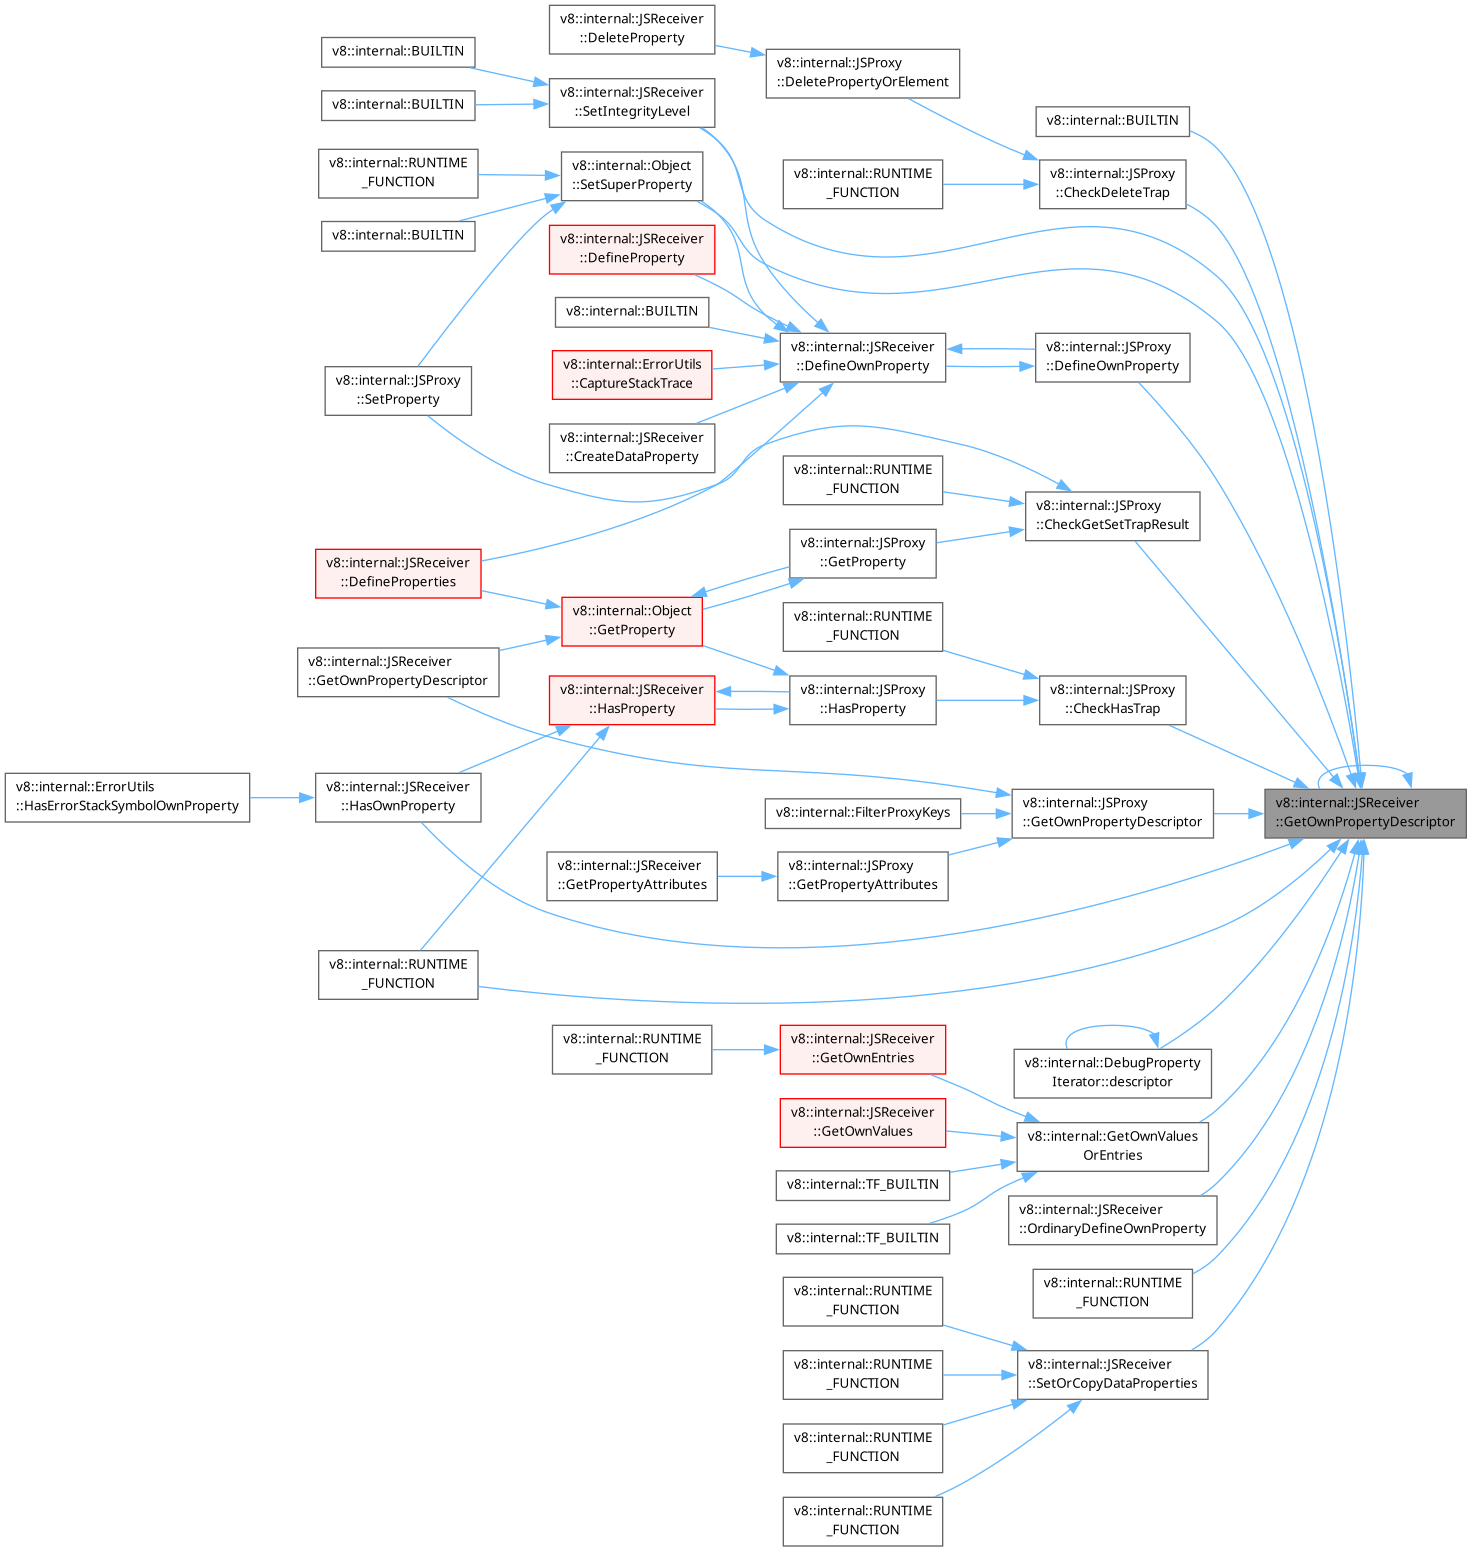 v8::internal::JSReceiver
::DeleteProperty
v8::internal::BUILTIN
v8::internal::JSProxy
::DeletePropertyOrElement
v8::internal::JSReceiver
::SetIntegrityLevel
v8::internal::BUILTIN
v8::internal::BUILTIN
v8::internal::RUNTIME
_FUNCTION
v8::internal::Object
::SetSuperProperty
v8::internal::RUNTIME
_FUNCTION
v8::internal::JSProxy
::CheckDeleteTrap
v8::internal::BUILTIN
v8::internal::JSReceiver
::DefineProperty
v8::internal::BUILTIN
v8::internal::JSReceiver
::DefineOwnProperty
v8::internal::JSProxy
::DefineOwnProperty
v8::internal::ErrorUtils
::CaptureStackTrace
v8::internal::JSProxy
::SetProperty
v8::internal::JSReceiver
::CreateDataProperty
v8::internal::RUNTIME
_FUNCTION
v8::internal::JSProxy
::CheckGetSetTrapResult
v8::internal::JSProxy
::GetProperty
v8::internal::JSReceiver
::DefineProperties
v8::internal::Object
::GetProperty
v8::internal::RUNTIME
_FUNCTION
v8::internal::JSReceiver
::GetOwnPropertyDescriptor
v8::internal::JSReceiver
::HasProperty
v8::internal::JSProxy
::HasProperty
v8::internal::JSProxy
::CheckHasTrap
v8::internal::ErrorUtils
::HasErrorStackSymbolOwnProperty
v8::internal::JSReceiver
::HasOwnProperty
v8::internal::FilterProxyKeys
v8::internal::JSProxy
::GetOwnPropertyDescriptor
v8::internal::JSReceiver
::GetOwnPropertyDescriptor
v8::internal::JSReceiver
::GetPropertyAttributes
v8::internal::JSProxy
::GetPropertyAttributes
v8::internal::RUNTIME
_FUNCTION
v8::internal::RUNTIME
_FUNCTION
v8::internal::JSReceiver
::GetOwnEntries
v8::internal::DebugProperty
Iterator::descriptor
v8::internal::JSReceiver
::GetOwnValues
v8::internal::GetOwnValues
OrEntries
v8::internal::TF_BUILTIN
v8::internal::JSReceiver
::OrdinaryDefineOwnProperty
v8::internal::TF_BUILTIN
v8::internal::RUNTIME
_FUNCTION
v8::internal::RUNTIME
_FUNCTION
v8::internal::RUNTIME
_FUNCTION
v8::internal::JSReceiver
::SetOrCopyDataProperties
v8::internal::RUNTIME
_FUNCTION
v8::internal::RUNTIME
_FUNCTION